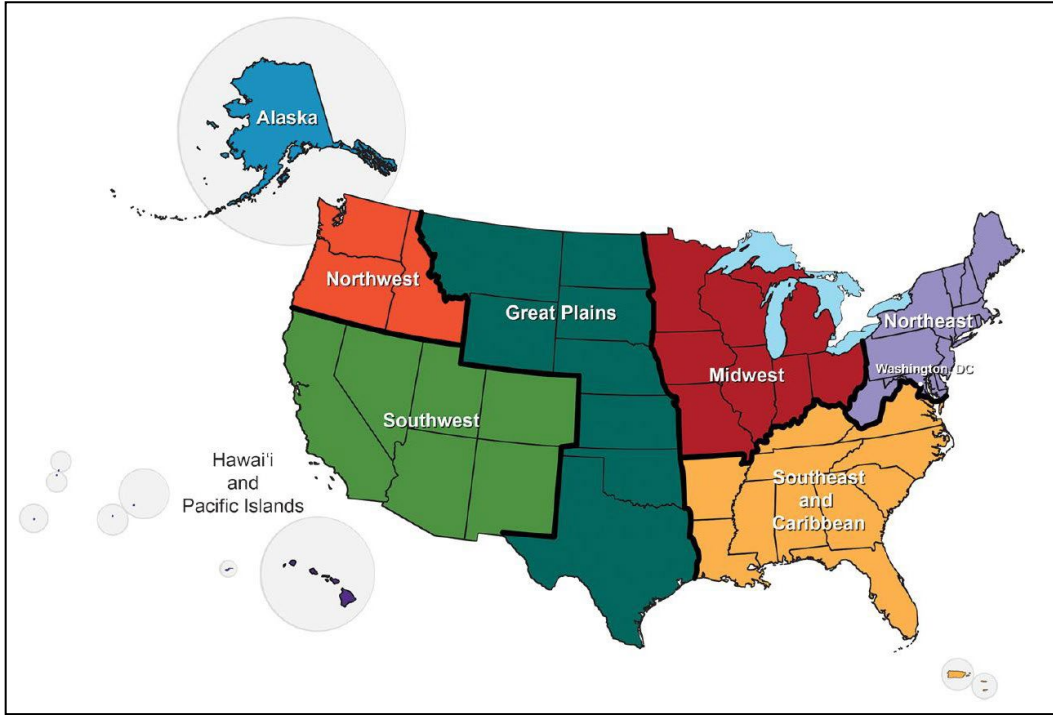 Alaska
Northwest
Great Plains
Northeast
Midwest
Washington, DC
Southwest
Hawai'i
and
Pacific Islands
Southeast
and
Caribbean